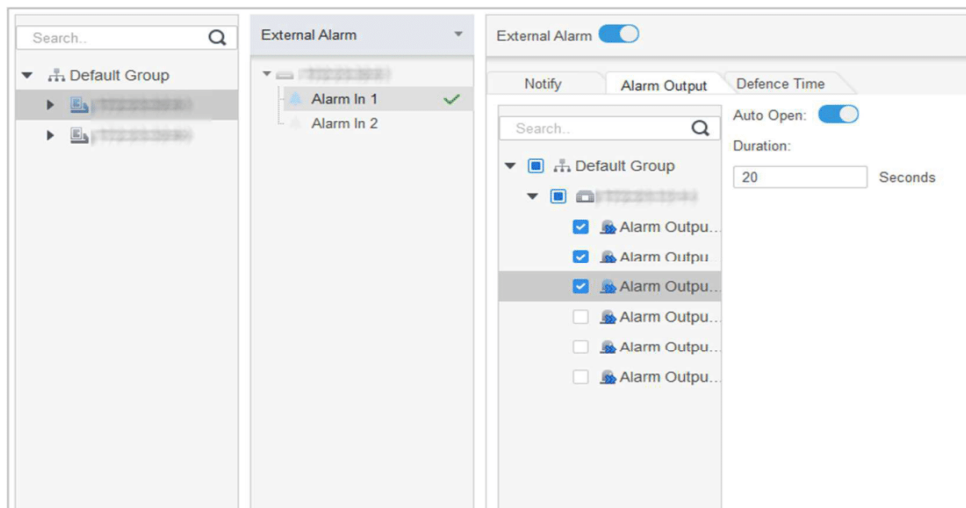 Search..
Default Group
External Alarm
Alarm In 1
Alarm In 2
External Alarm
Notify
Alarm Output
Defence Time
Search..
Default Group
Alarm Outpu...
Alarm Outpu
Alarm Outpu...
Alarm Outpu...
Alarm Outpu...
Alarm Outpu...
Auto Open:
Duration:
20 Seconds